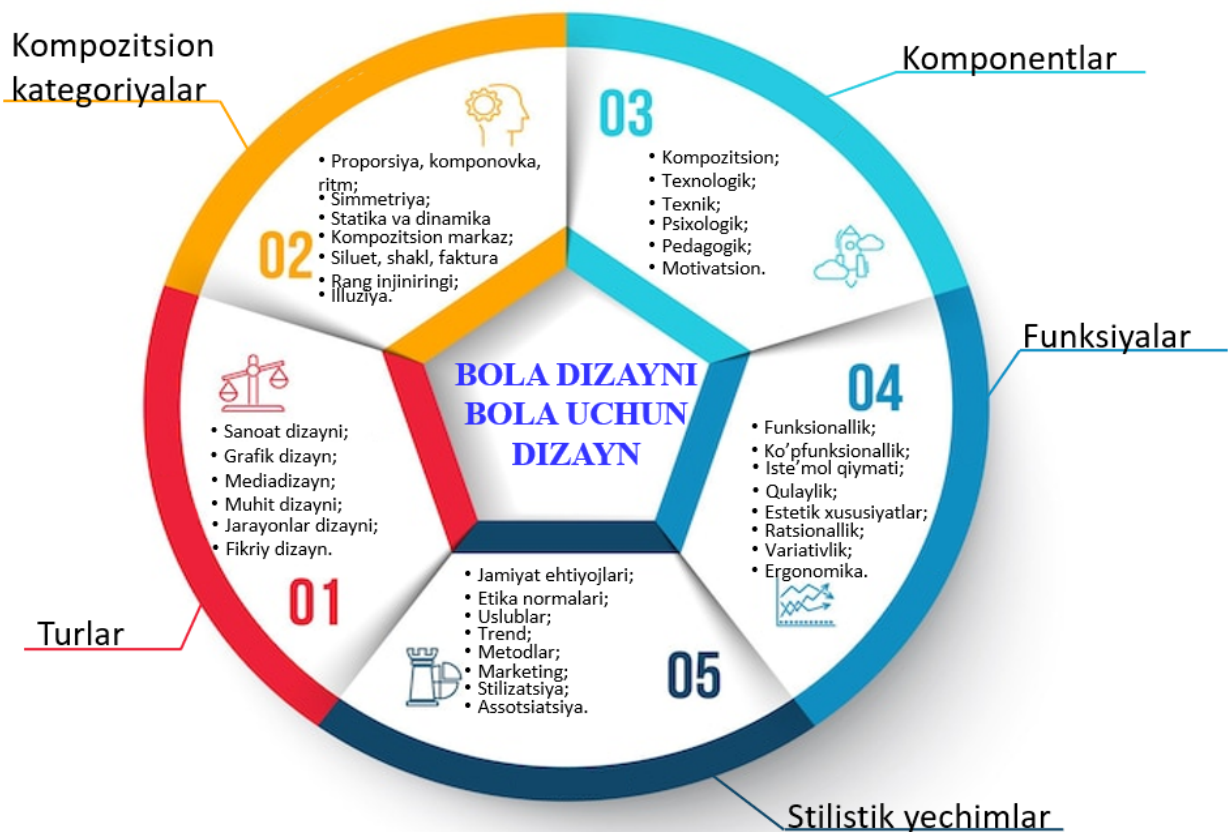 Kompozitsion
kategoriyalar
02
• Proporsiya, komponovka,
ritm;
• Simmetriya;
• Statika va dinamika
• Kompozitsion markaz;
• Siluet, shakl, faktura
• Rang injiniringi;
• Illuziya.
Komponentlar
03
• Kompozitsion;
• Texnologik;
• Texnik;
• Psixologik;
• Pedagogik;
• Motivatsion.
BOLA DIZAYNI
BOLA UCHUN
DIZAYN
Funksiyalar
04
• Funksionallik;
• Ko'pfunksionallik;
• Iste'mol qiymati;
• Qulaylik;
• Estetik xususiyatlar;
• Ratsionallik;
• Variativlik;
• Ergonomika.
Turlar
01
• Sanoat dizayni;
• Grafik dizayn;
• Mediadizayn;
• Muhit dizayni;
• Jarayonlar dizayni;
• Fikriy dizayn.
Stilistik yechimlar
05
• Jamiyat ehtiyojlari;
• Etika normalari;
• Uslublar;
• Trend;
• Metodlar;
• Marketing;
• Stilizatsiya;
• Assotsiatsiya.